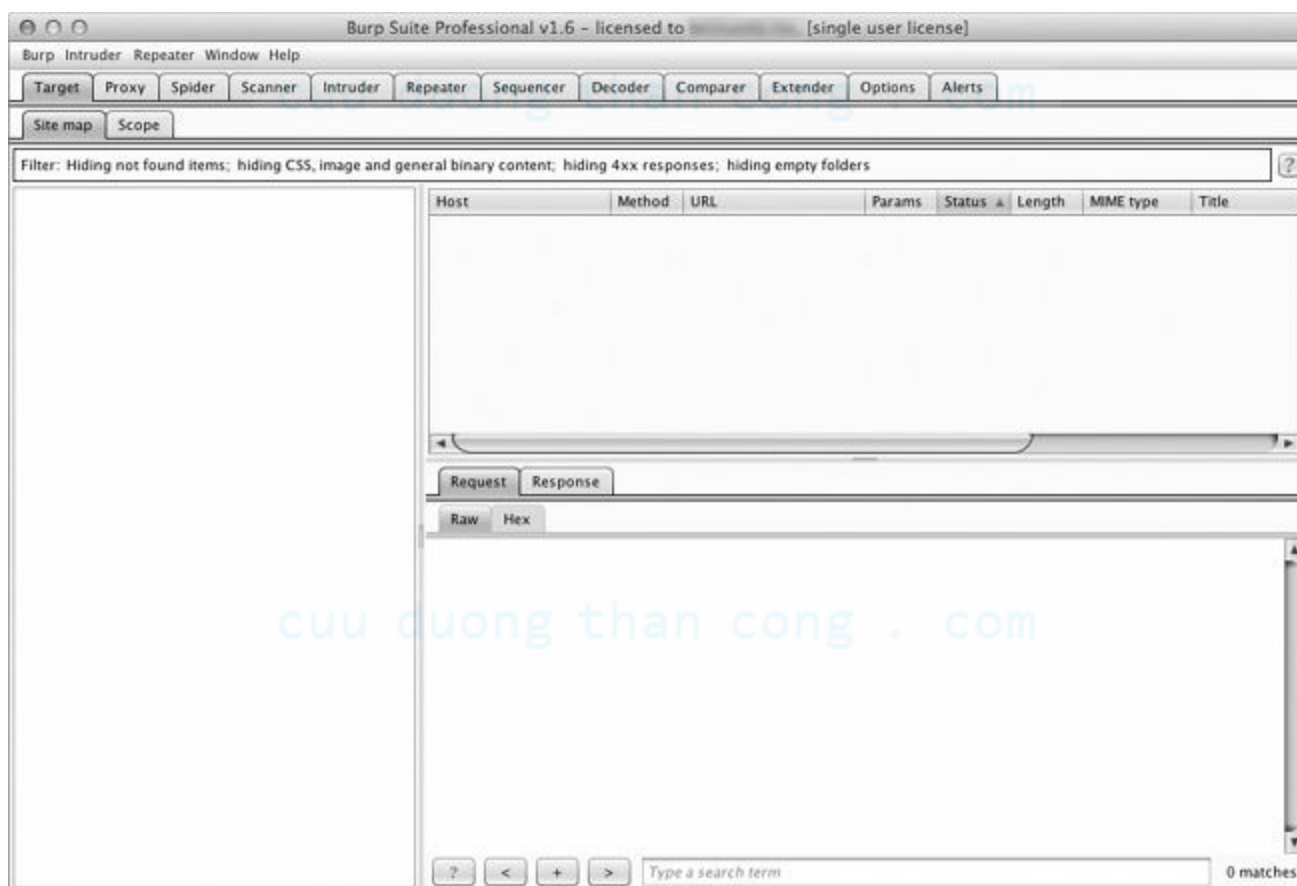 Burp Suite Professional v1.6 – licensed to [single user license]
Burp Intruder Repeater Window Help
Target Proxy Spider Scanner Intruder Repeater Sequencer Decoder Comparer Extender Options Alerts
cuu duong than cong . com
Site map Scope
Filter: Hiding not found items; hiding CSS, image and general binary content; hiding 4xx responses; hiding empty folders
?
Host Method URL Params Status ▲ Length MIME type Title
Request Response
Raw Hex
cuu duong than cong . com
? < + > Type a search term 0 matches